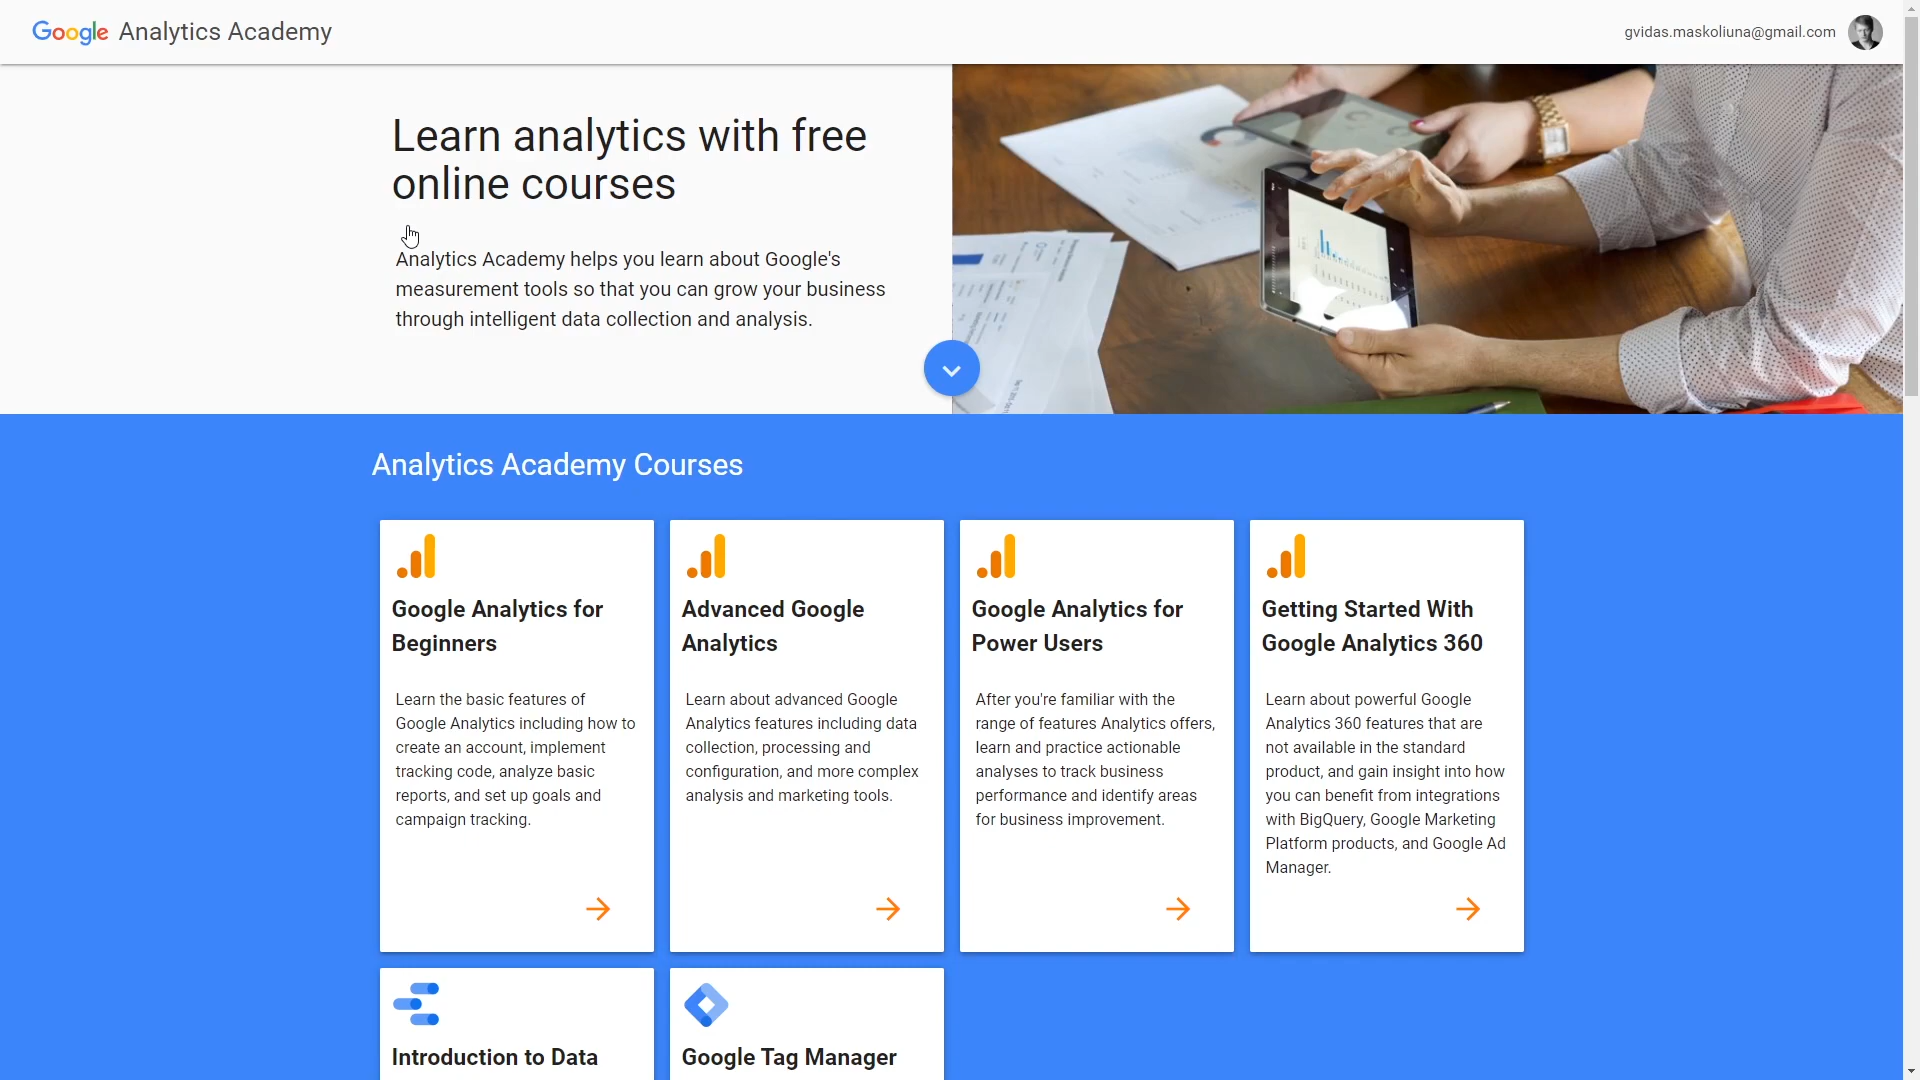 Google Analytics Academy
gvidas.maskoliuna@gmail.com
Learn analytics with free
online courses
Analytics Academy helps you learn about Google's
measurement tools so that you can grow your business
through intelligent data collection and analysis.
Analytics Academy Courses
Google Analytics for
Beginners
Learn the basic features of
Google Analytics including how to
create an account, implement
tracking code, analyze basic
reports, and set up goals and
campaign tracking.
Advanced Google
Analytics
Learn about advanced Google
Analytics features including data
collection, processing and
configuration, and more complex
analysis and marketing tools.
Google Analytics for
Power Users
After you're familiar with the
range of features Analytics offers,
learn and practice actionable
analyses to track business
performance and identify areas
for business improvement.
Getting Started With
Google Analytics 360
Learn about powerful Google
Analytics 360 features that are
not available in the standard
product, and gain insight into how
you can benefit from integrations
with BigQuery, Google Marketing
Platform products, and Google Ad
Manager.
Introduction to Data
Google Tag Manager